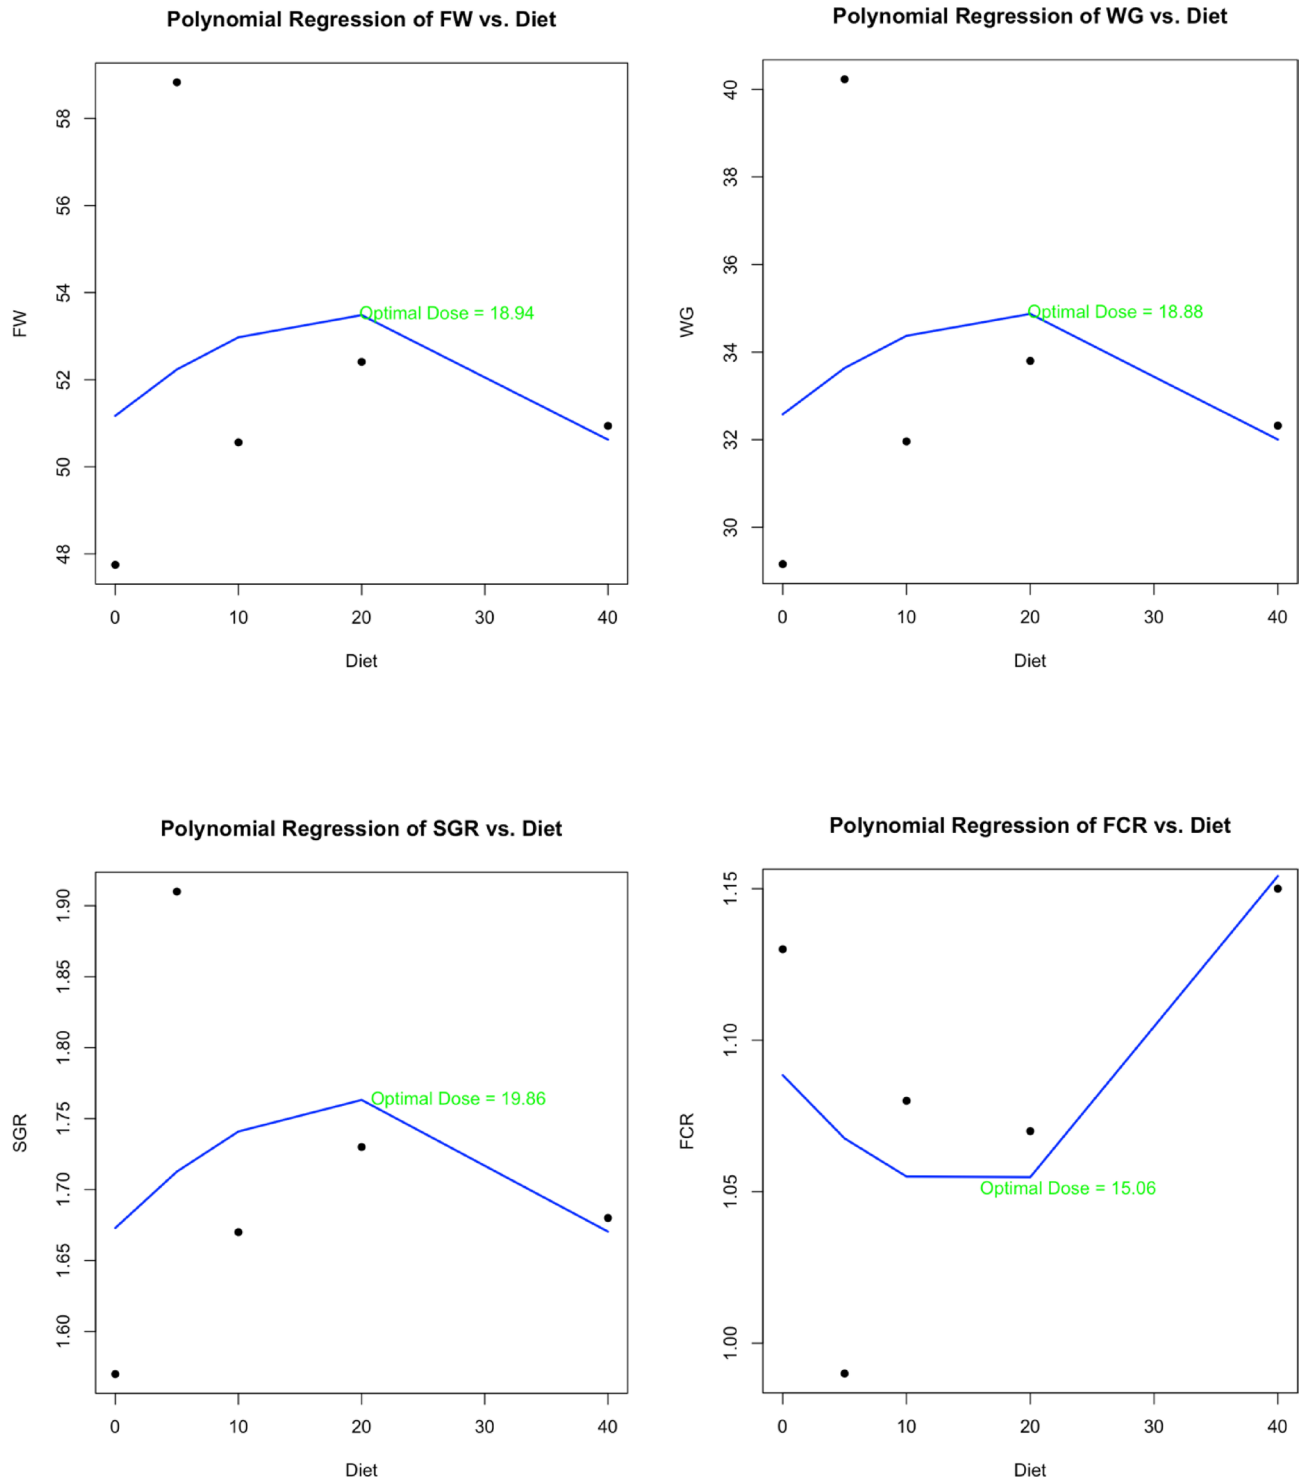 Polynomial Regression of FW vs. Diet
FW
58
56
54
52
50
48
Optimal Dose = 18.94
0 10 20 30 40
Diet
Polynomial Regression of WG vs. Diet
WG
40
38
36
34
32
30
Optimal Dose = 18.88
0 10 20 30 40
Diet
Polynomial Regression of SGR vs. Diet
SGR
1.90
1.85
1.80
1.75
1.70
1.65
1.60
Optimal Dose = 19.86
0 10 20 30 40
Diet
Polynomial Regression of FCR vs. Diet
FCR
1.15
1.10
1.05
1.00
Optimal Dose = 15.06
0 10 20 30 40
Diet